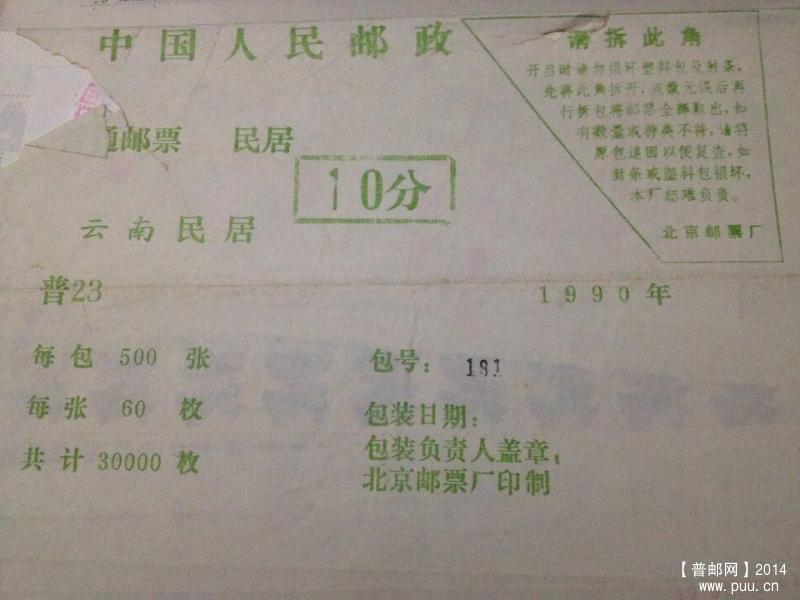 中国人民邮政
请拆此角
开启时请勿损坏塑料包及封条。
先将此角拆开，点数无误后再
行拆包将邮票全部取出，如
有数量或种类不符，请将
原包退回以便复查，如
封条或塑料包损坏，
本厂恕难负责。
北京邮票厂
通邮票 民居
10分
云南民居
普23
1990年
每包 500 张
包号： 181
每张 60 枚
包装日期：
共计 30000 枚
包装负责人盖章：
北京邮票厂印制
【普邮网】2014
www.puu.cn